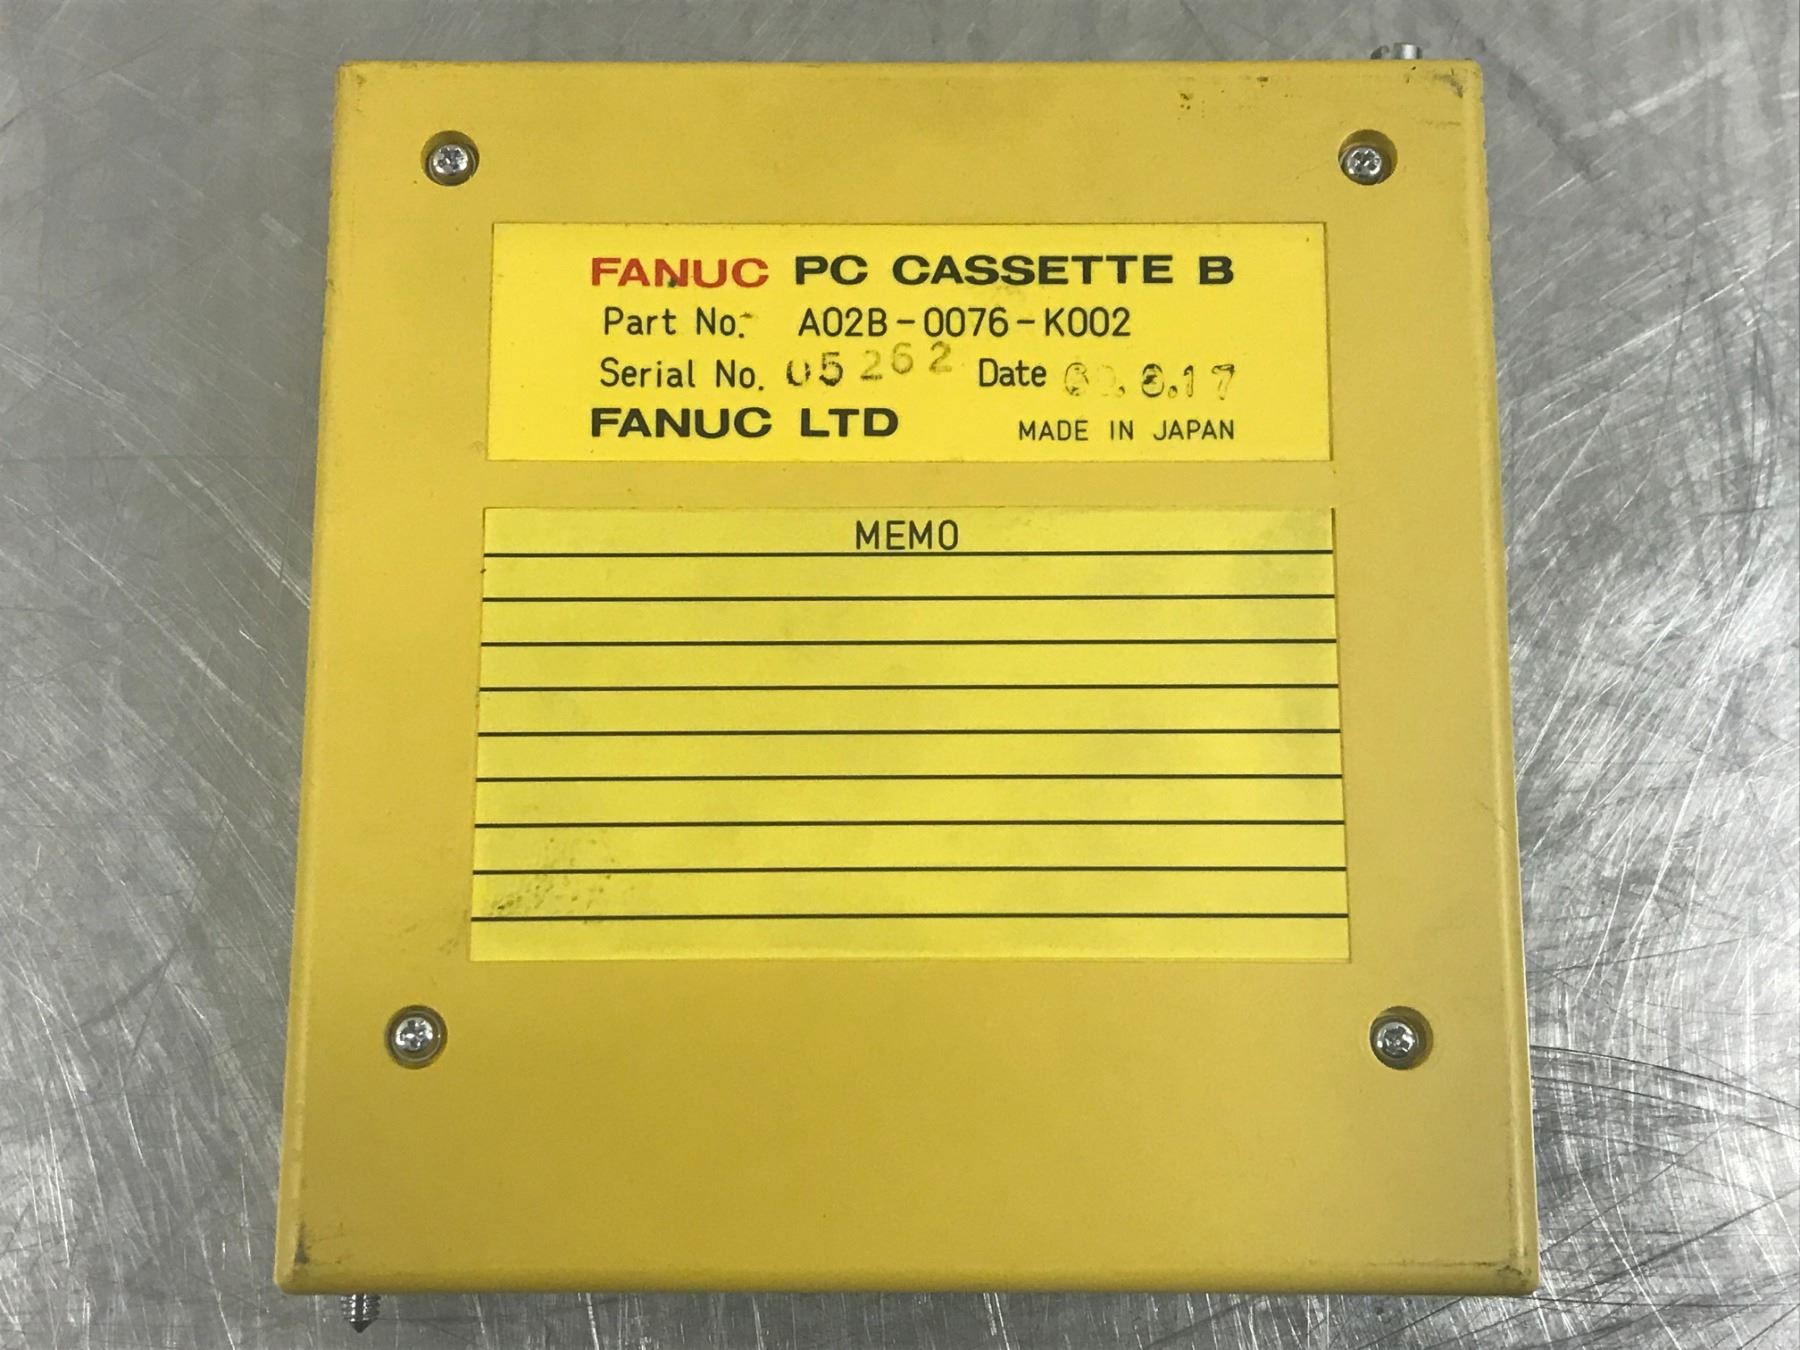 FANUC PC CASSETTE B
Part No. A02B-0076-K002
Serial No. 05262 Date
FANUC LTD MADE IN JAPAN
MEMO